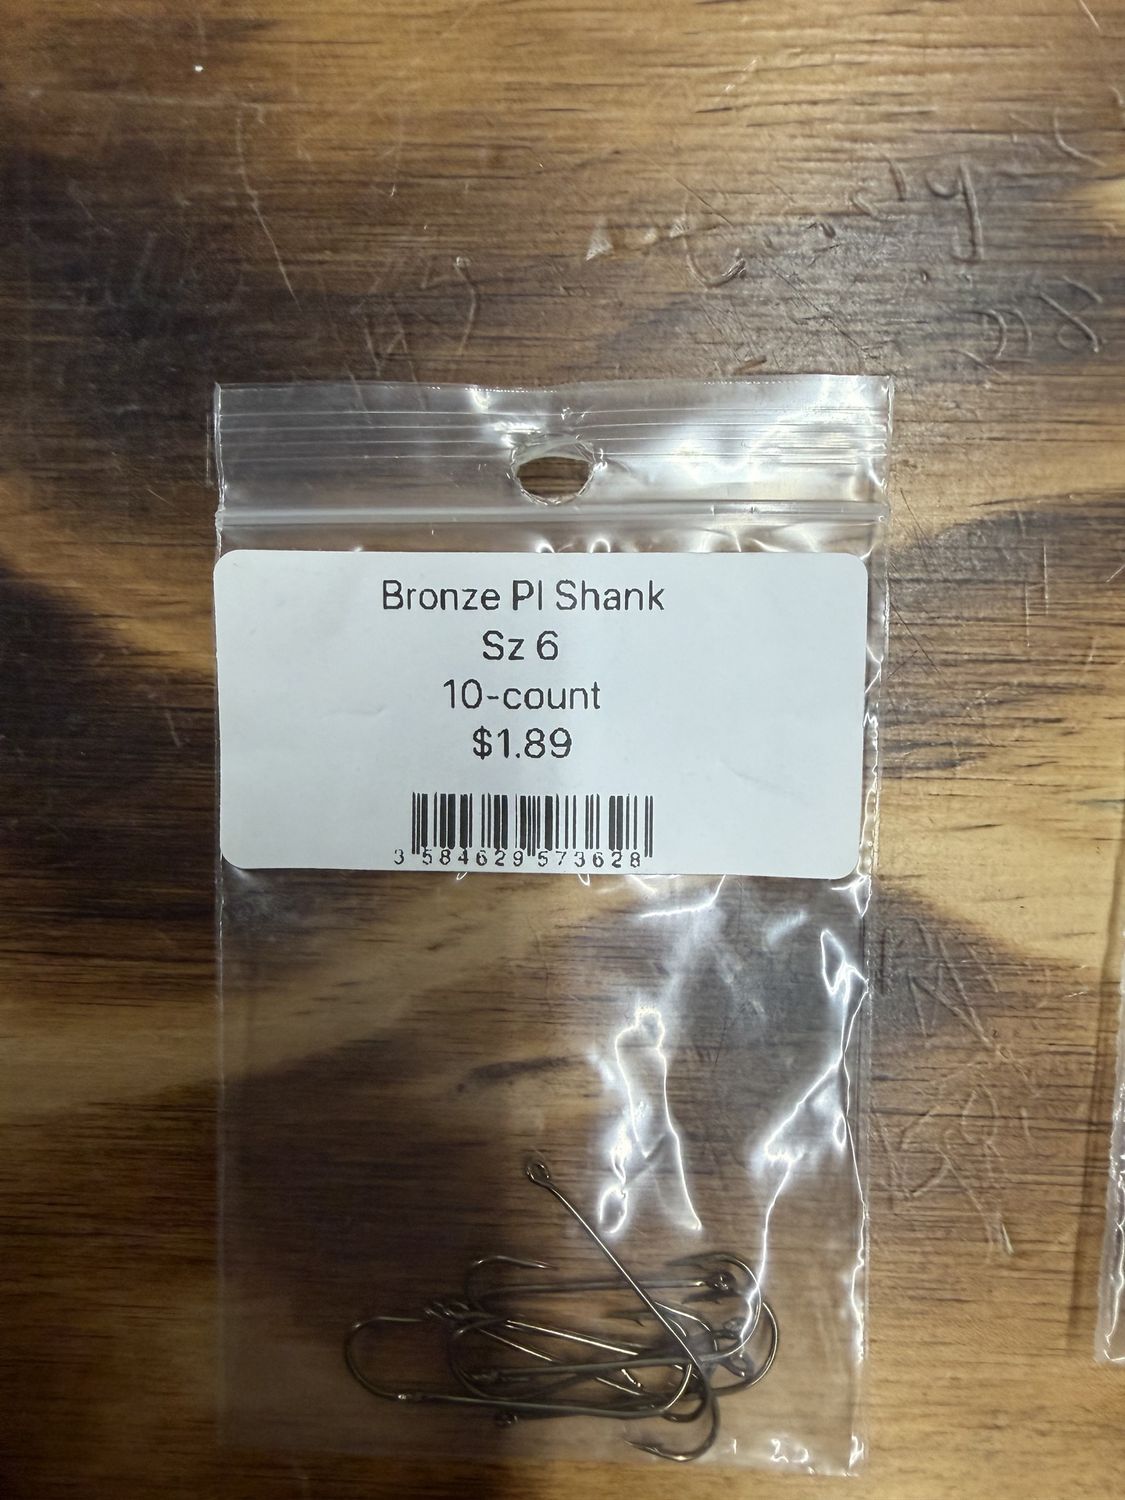 Bronze Pl Shank
Sz 6
10-count
$1.89
3 584629 573628